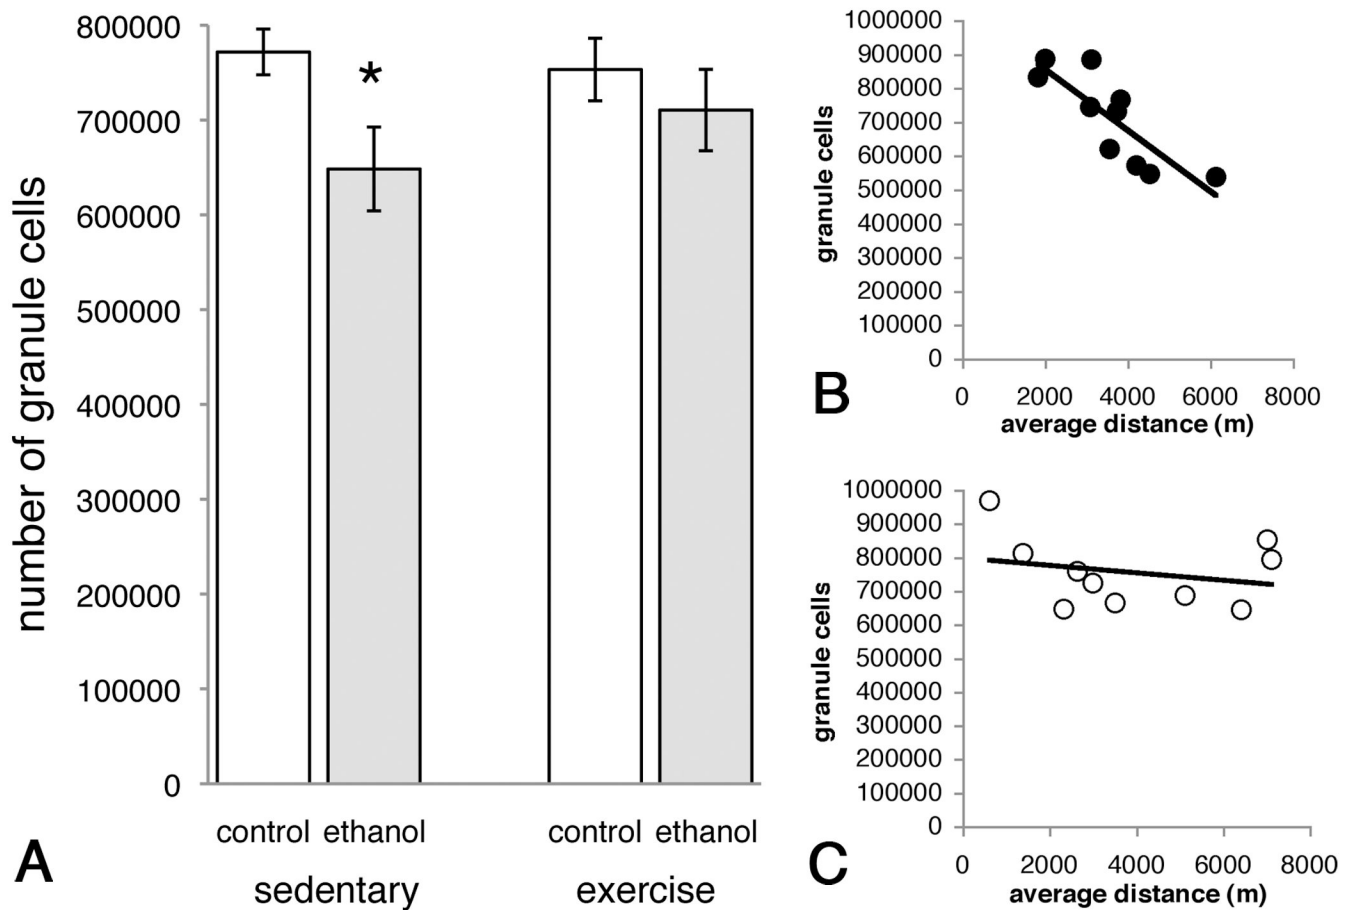 number of granule cells
800000
700000
600000
500000
400000
300000
200000
100000
0
*
control ethanol control ethanol
sedentary exercise
A
granule cells
1000000
900000
800000
700000
600000
500000
400000
300000
200000
100000
0
0 2000 4000 6000 8000
average distance (m)
B
granule cells
1000000
900000
800000
700000
600000
500000
400000
300000
200000
100000
0
0 2000 4000 6000 8000
average distance (m)
C